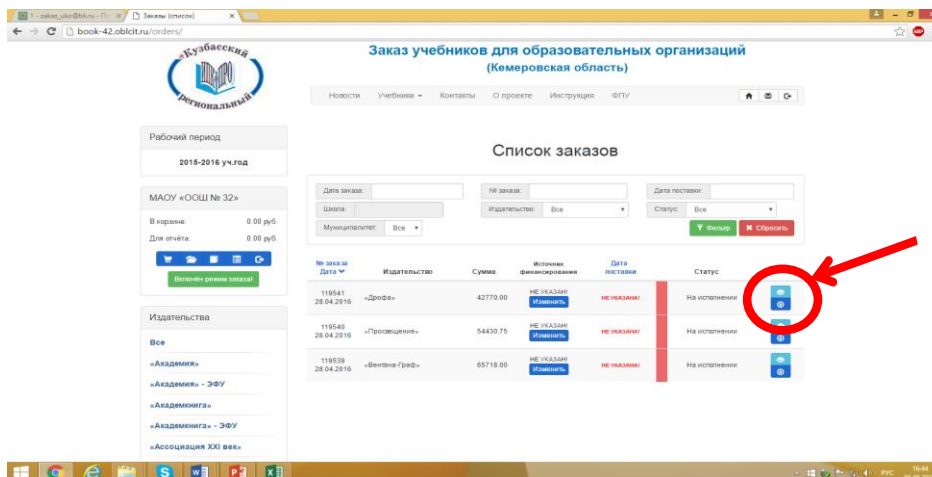 1 - zakaz_uko@bk.ru - По
Заказы (список)
book-42.oblcit.ru/orders/
Кузбасский
ИПКиПРО
региональный
Заказ учебников для образовательных организаций
(Кемеровская область)
Новости Учебники Контакты О проекте Инструкция ФПУ
Рабочий период
2015-2016 уч.год
Список заказов
МАОУ «ООШ № 32»
В корзине: 0.00 руб.
Для отчёта: 0.00 руб.
Включён режим заказа!
Дата заказа: № заказа: Дата поставки:
Школа: Издательство: Все Статус: Все
Муниципалитет: Все Фильтр Сбросить
№ заказа
Дата Издательство Сумма Источник финансирования Дата поставки Статус
119541
28.04.2016 «Дрофа» 42770.00 НЕ УКАЗАН! Изменить НЕ УКАЗАНА! На исполнении
119540
28.04.2016 «Просвещение» 54430.75 НЕ УКАЗАН! Изменить НЕ УКАЗАНА! На исполнении
119539
28.04.2016 «Вентана-Граф» 65718.00 НЕ УКАЗАН! Изменить НЕ УКАЗАНА! На исполнении
Издательства
Все
«Академия»
«Академия» - ЭФУ
«Академкнига»
«Академкнига» - ЭФУ
«Ассоциация XXI век»
РУС 16:44